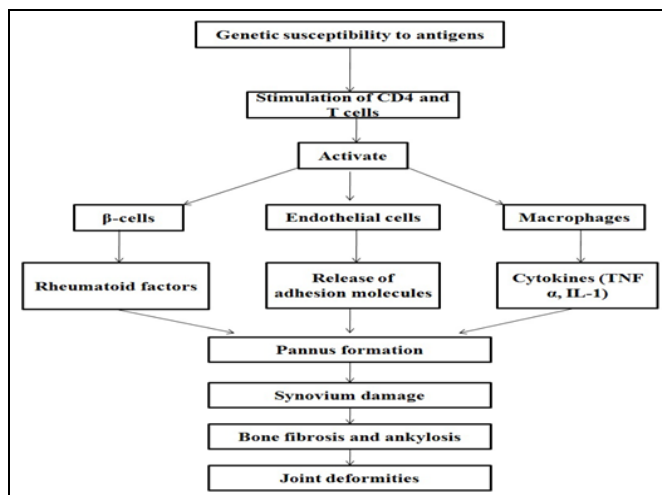 Genetic susceptibility to antigens
Stimulation of CD4 and
T cells
Activate
β-cells
Endothelial cells
Macrophages
Rheumatoid factors
Release of
adhesion molecules
Cytokines (TNF
α, IL-1)
Pannus formation
Synovium damage
Bone fibrosis and ankylosis
Joint deformities